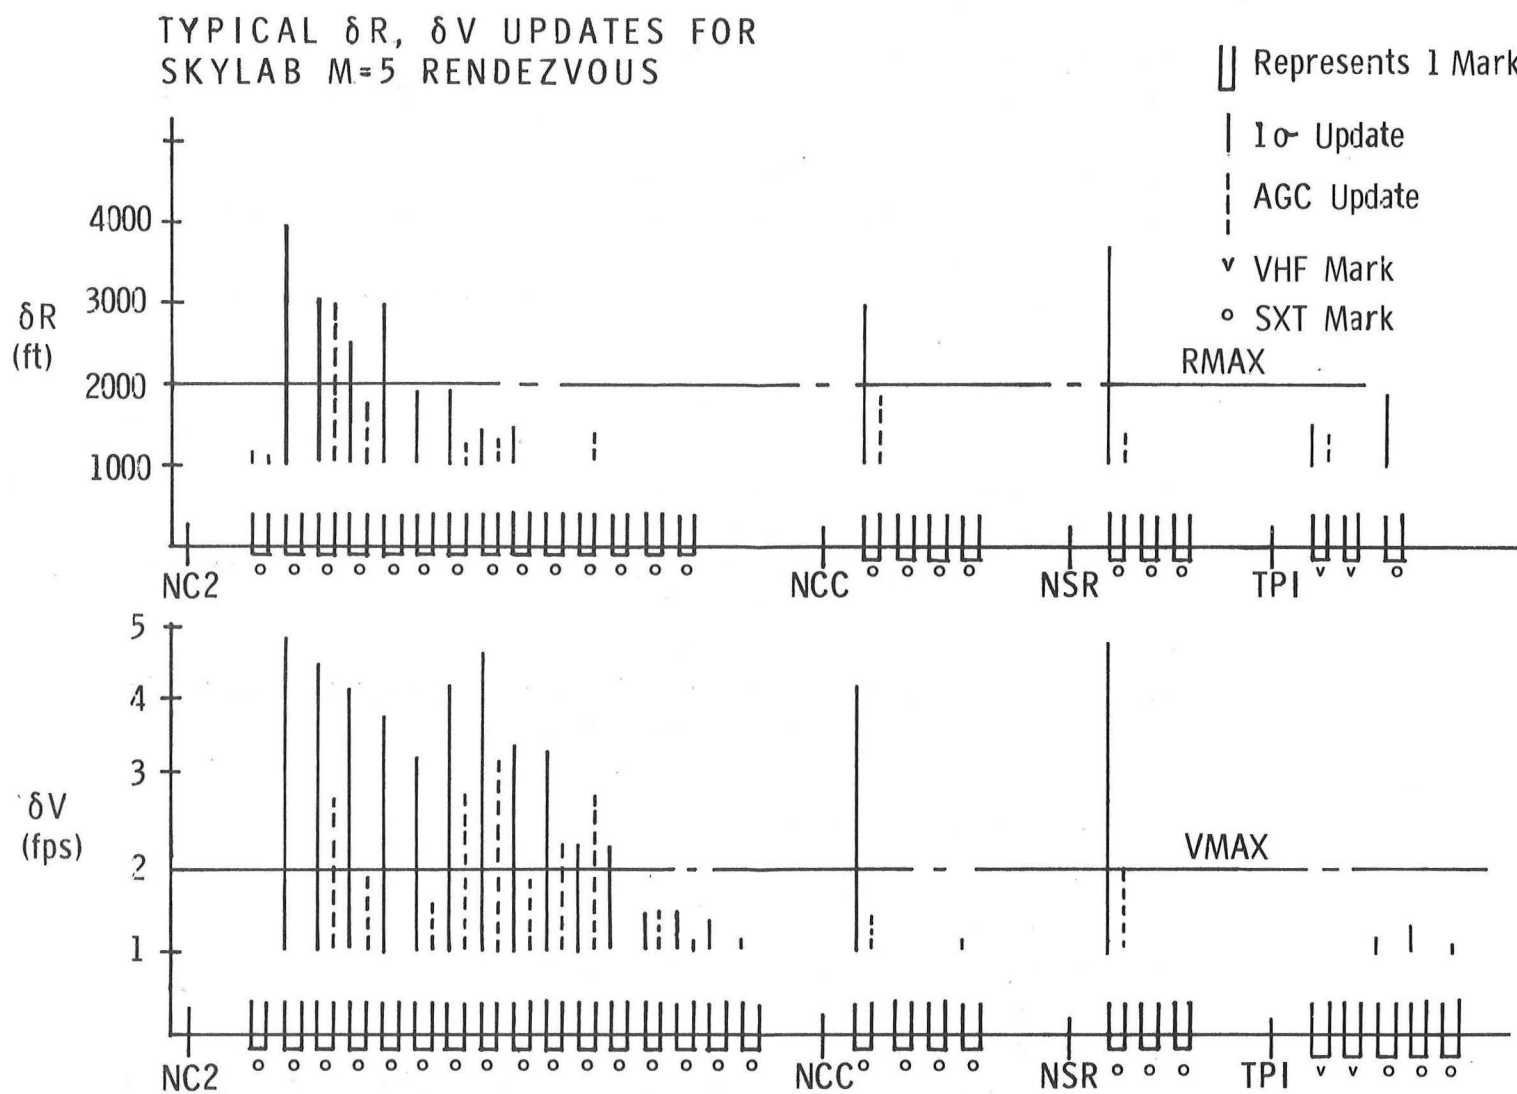 TYPICAL δR, δV UPDATES FOR
SKYLAB M=5 RENDEZVOUS
Represents 1 Mark
1σ Update
AGC Update
v VHF Mark
o SXT Mark
4000
3000
2000
1000
δR
(ft)
RMAX
o o o o o o o o o o o o o o o o o o o o o v v o
NC2 NCC NSR TPI
5
4
3
2
1
δV
(fps)
VMAX
o o o o o o o o o o o o o o o o o o o o o o o v v o o o
NC2 NCC NSR TPI